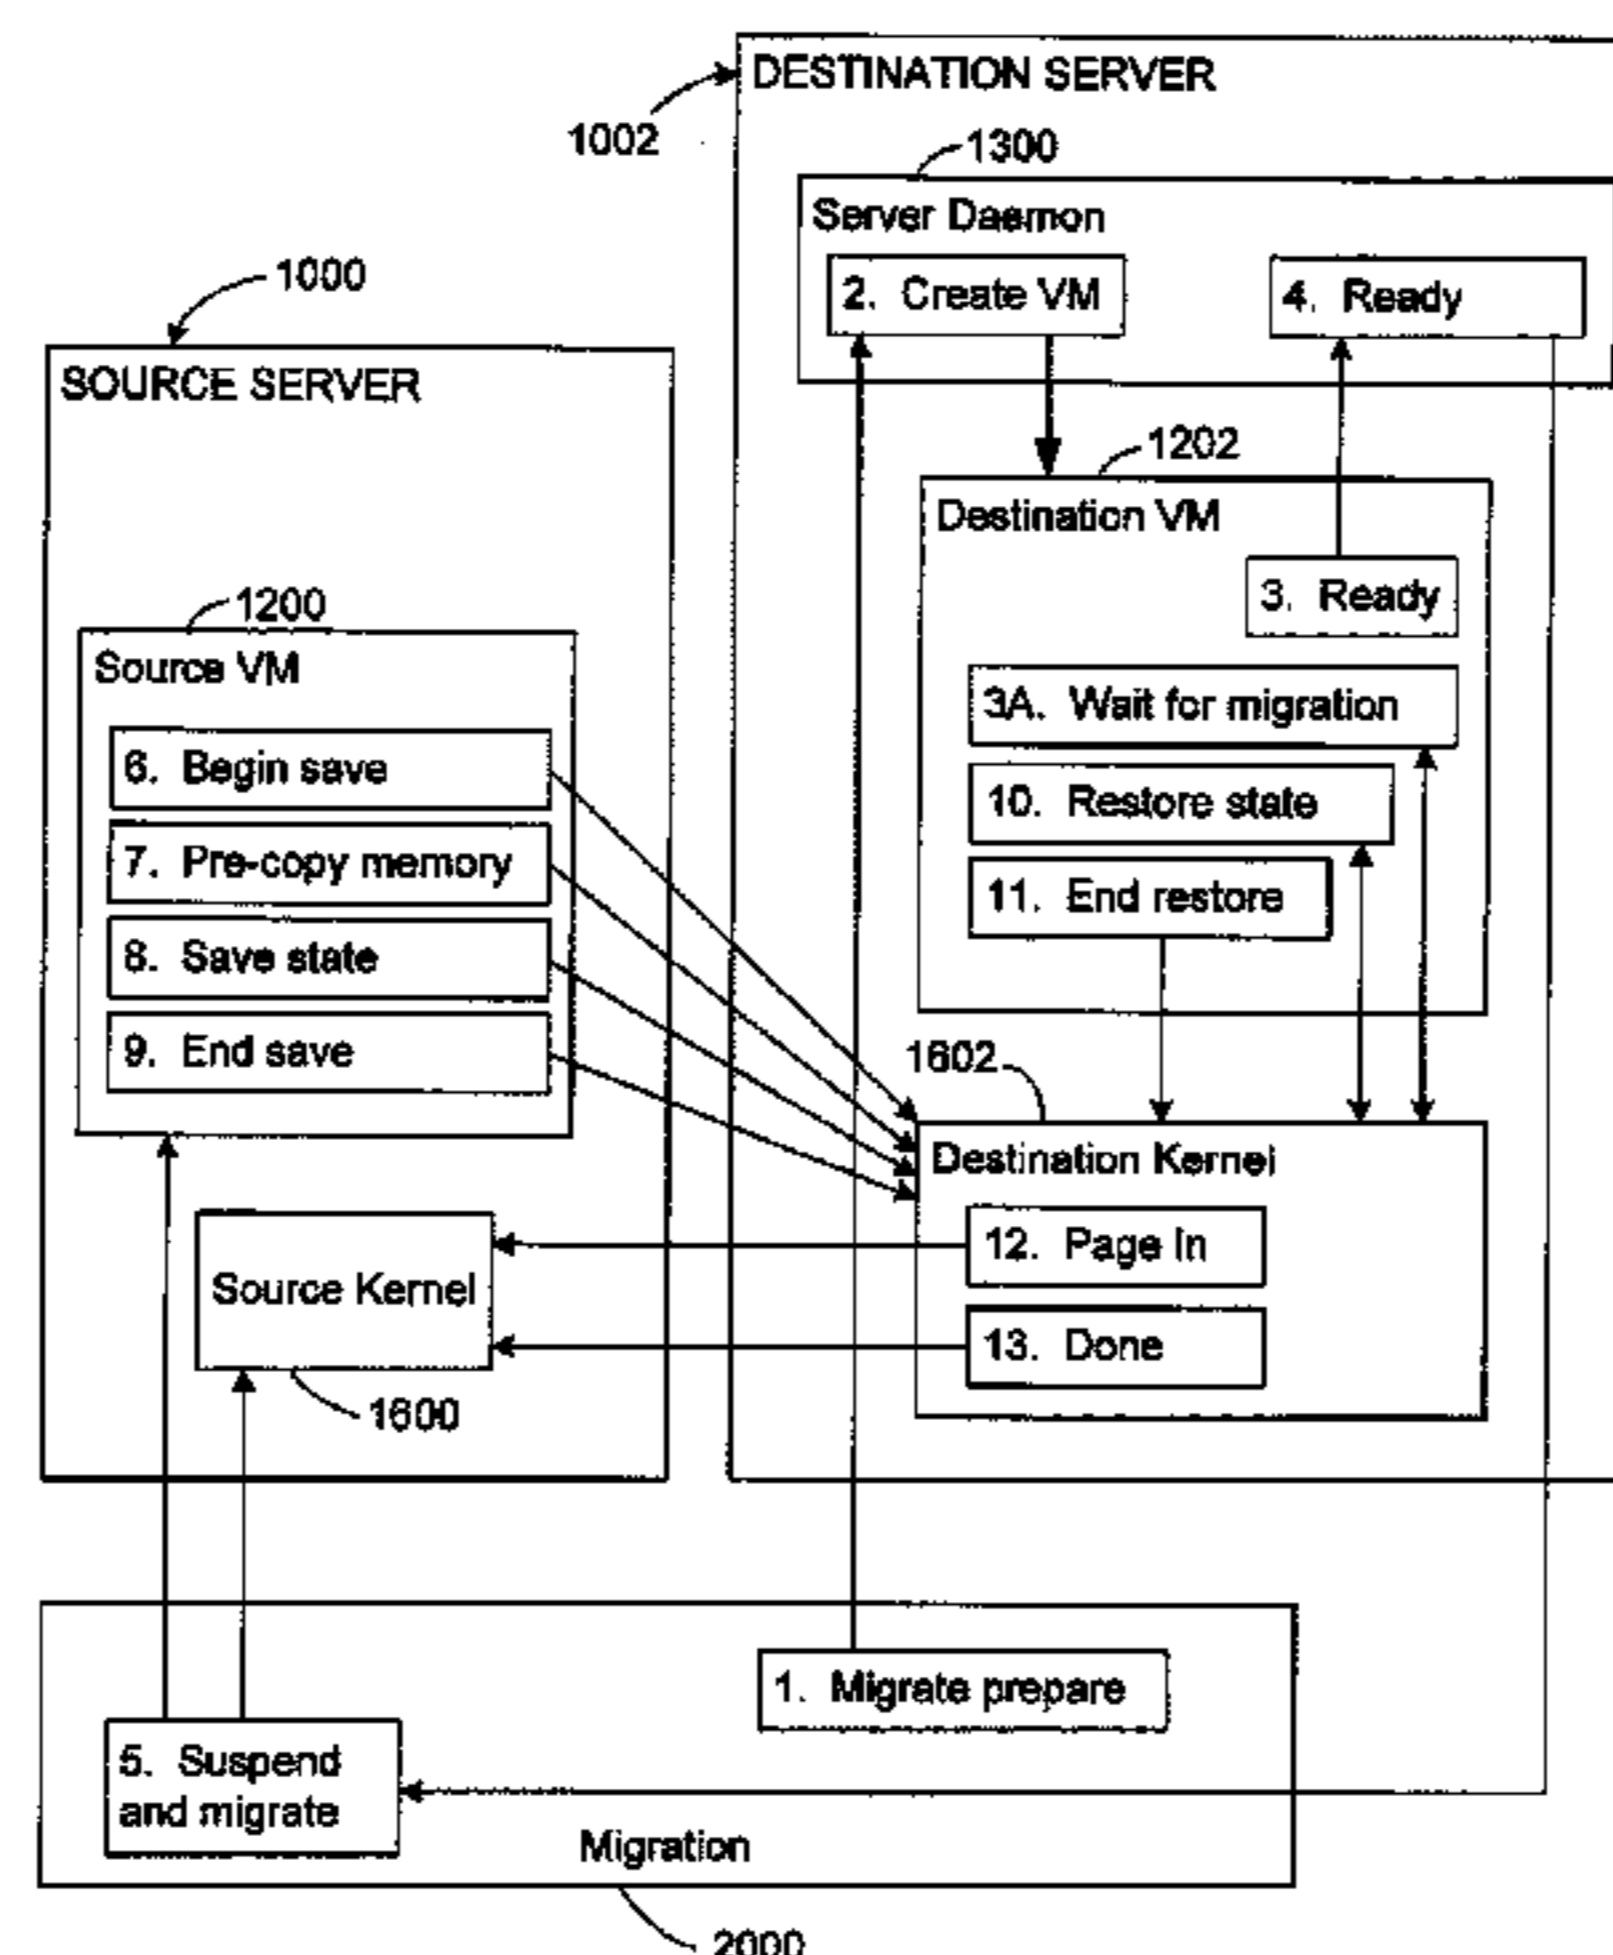 DESTINATION SERVER
1002
1300
Server Daemon
2. Create VM
4. Ready
1000
SOURCE SERVER
1202
Destination VM
3. Ready
1200
Source VM
3A. Wait for migration
6. Begin save
10. Restore state
7. Pre-copy memory
11. End restore
8. Save state
9. End save
1602
Destination Kernel
12. Page In
Source Kernel
13. Done
1600
1. Migrate prepare
5. Suspend
and migrate
Migration
2000